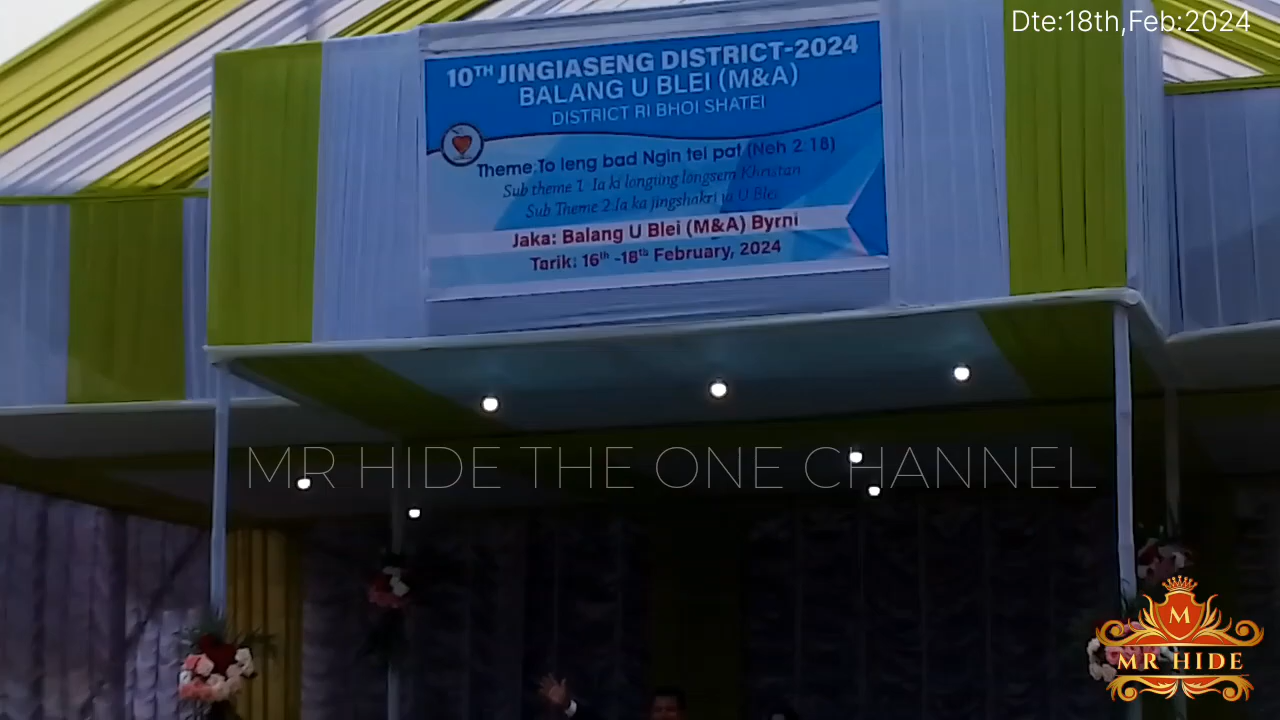 Dte:18th,Feb:2024
10TH JINGIASENG DISTRICT-2024
BALANG U BLEI (M&A)
DISTRICT RI BHOI SHATEI
Theme:To ieng bad Ngin tei pat (Neh 2:18)
Sub theme 1: Ia ki longiing longsem Khristan
Sub Theme 2:Ia ka jingshakri ia U Blei
Jaka: Balang U Blei (M&A) Byrni
Tarik: 16th -18th February, 2024
MR HIDE THE ONE CHANNEL
M
MR HIDE